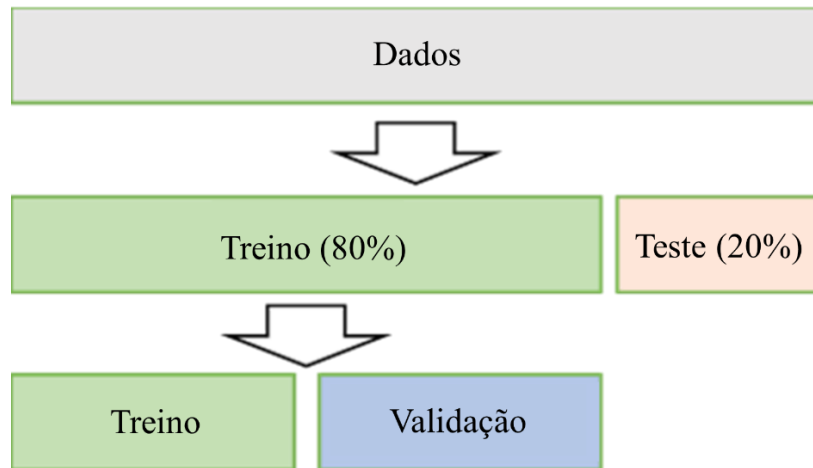 Dados
Treino (80%)
Teste (20%)
Treino
Validação